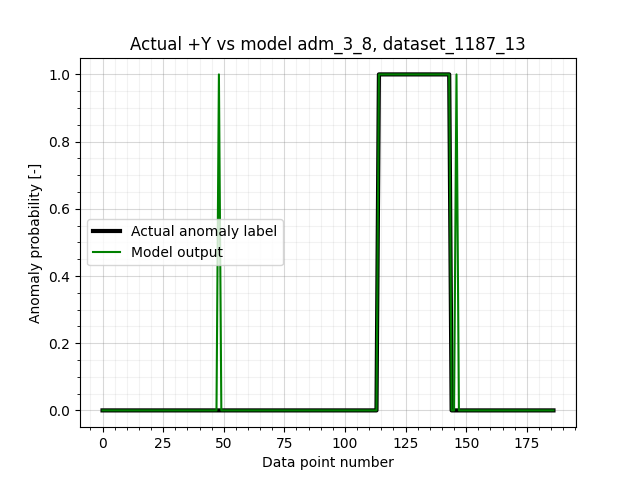 Actual +Y vs model adm_3_8, dataset_1187_13
Anomaly probability [-]
1.0
0.8
0.6
0.4
0.2
0.0
Actual anomaly label
Model output
0 25 50 75 100 125 150 175
Data point number